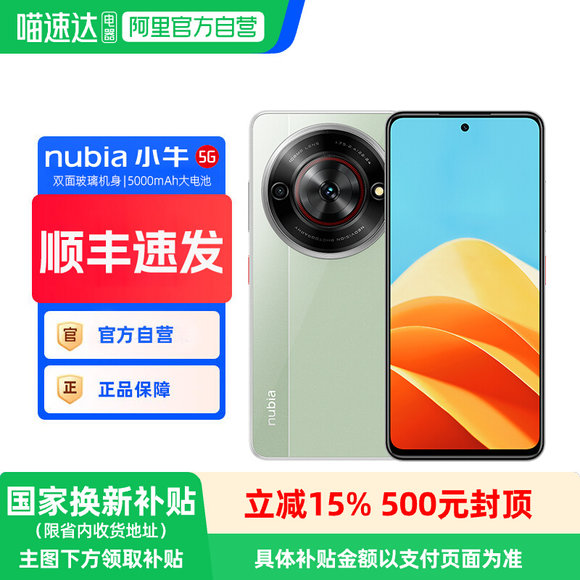 喵速达电器 阿里官方自营
nubia 小牛 5G
双面玻璃机身|5000mAh大电池
顺丰速发
官 官方自营
正 正品保障
nubia
国家换新补贴
(限省内收货地址)
主图下方领取补贴
立减15% 500元封顶
具体补贴金额以支付页面为准